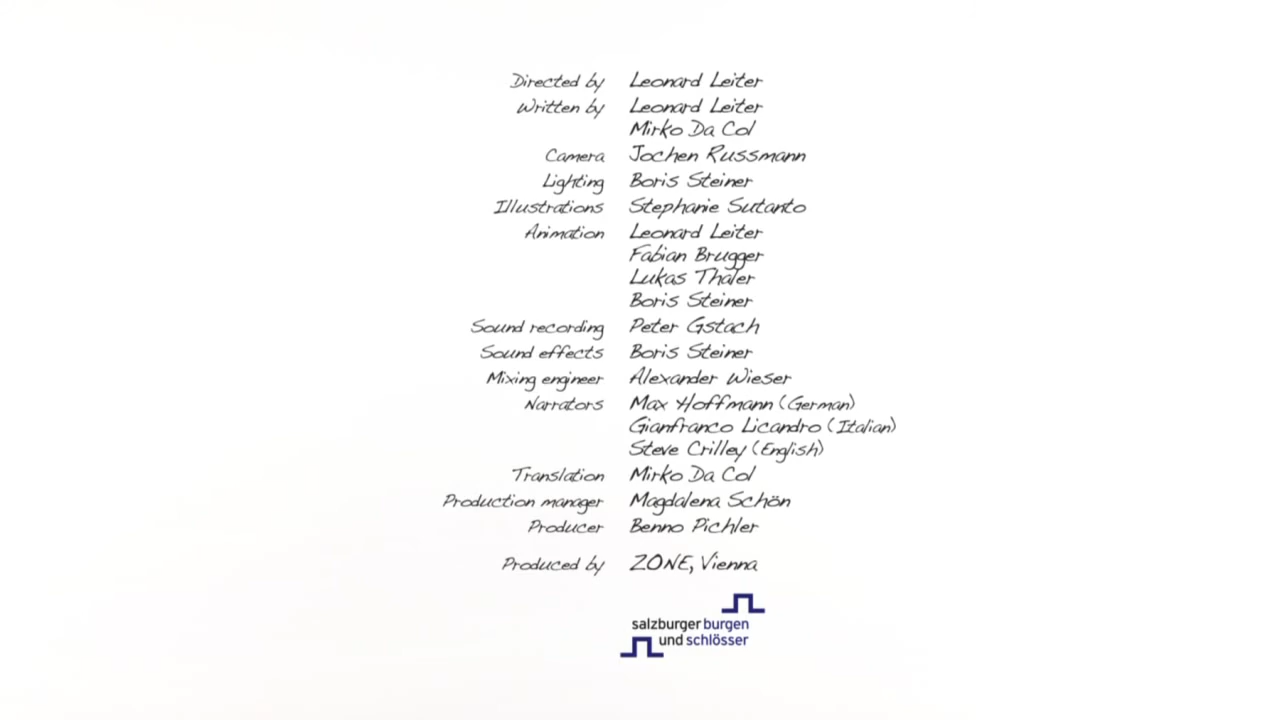 Directed by Leonard Leiter
Written by Leonard Leiter
Mirko Da Col
Camera Jochen Russmann
Lighting Boris Steiner
Illustrations Stephanie Sutanto
Animation Leonard Leiter
Fabian Brugger
Lukas Thaler
Boris Steiner
Sound recording Peter Gstach
Sound effects Boris Steiner
Mixing engineer Alexander Wieser
Narrators Max Hoffmann (German)
Gianfranco Licandro (Italian)
Steve Crilley (English)
Translation Mirko Da Col
Production manager Magdalena Schön
Producer Benno Pichler
Produced by ZONE, Vienna
salzburger burgen
und schlösser